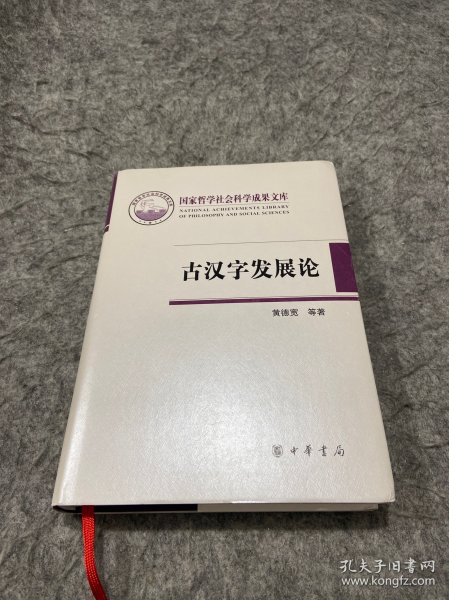 国家哲学社会科学成果文库
NATIONAL ACHIEVEMENTS LIBRARY
OF PHILOSOPHY AND SOCIAL SCIENCES
古汉字发展论
黄德宽 等著
中华书局
孔夫子旧书网
www.kongfz.com